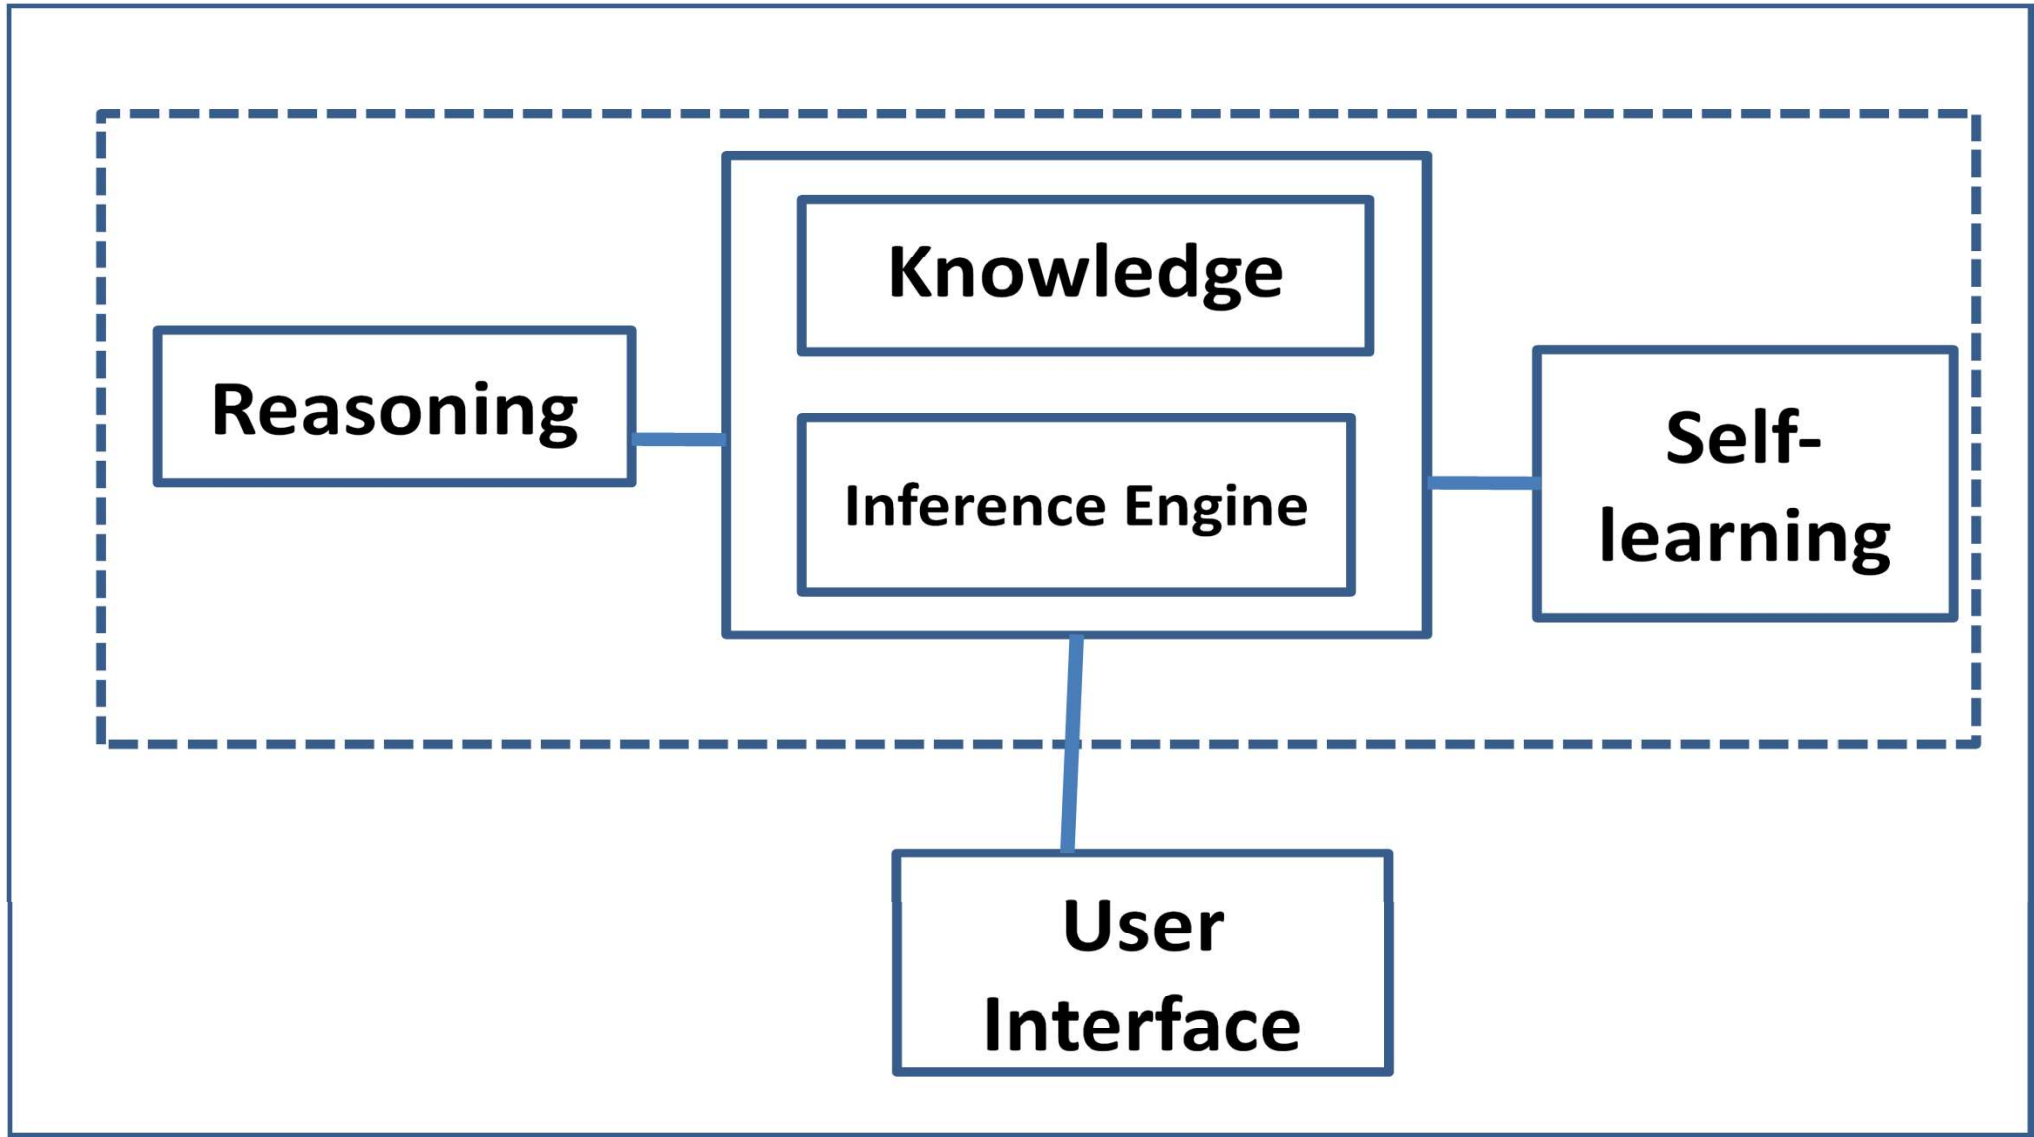 Knowledge
Reasoning
Inference Engine
Self-
learning
User
Interface